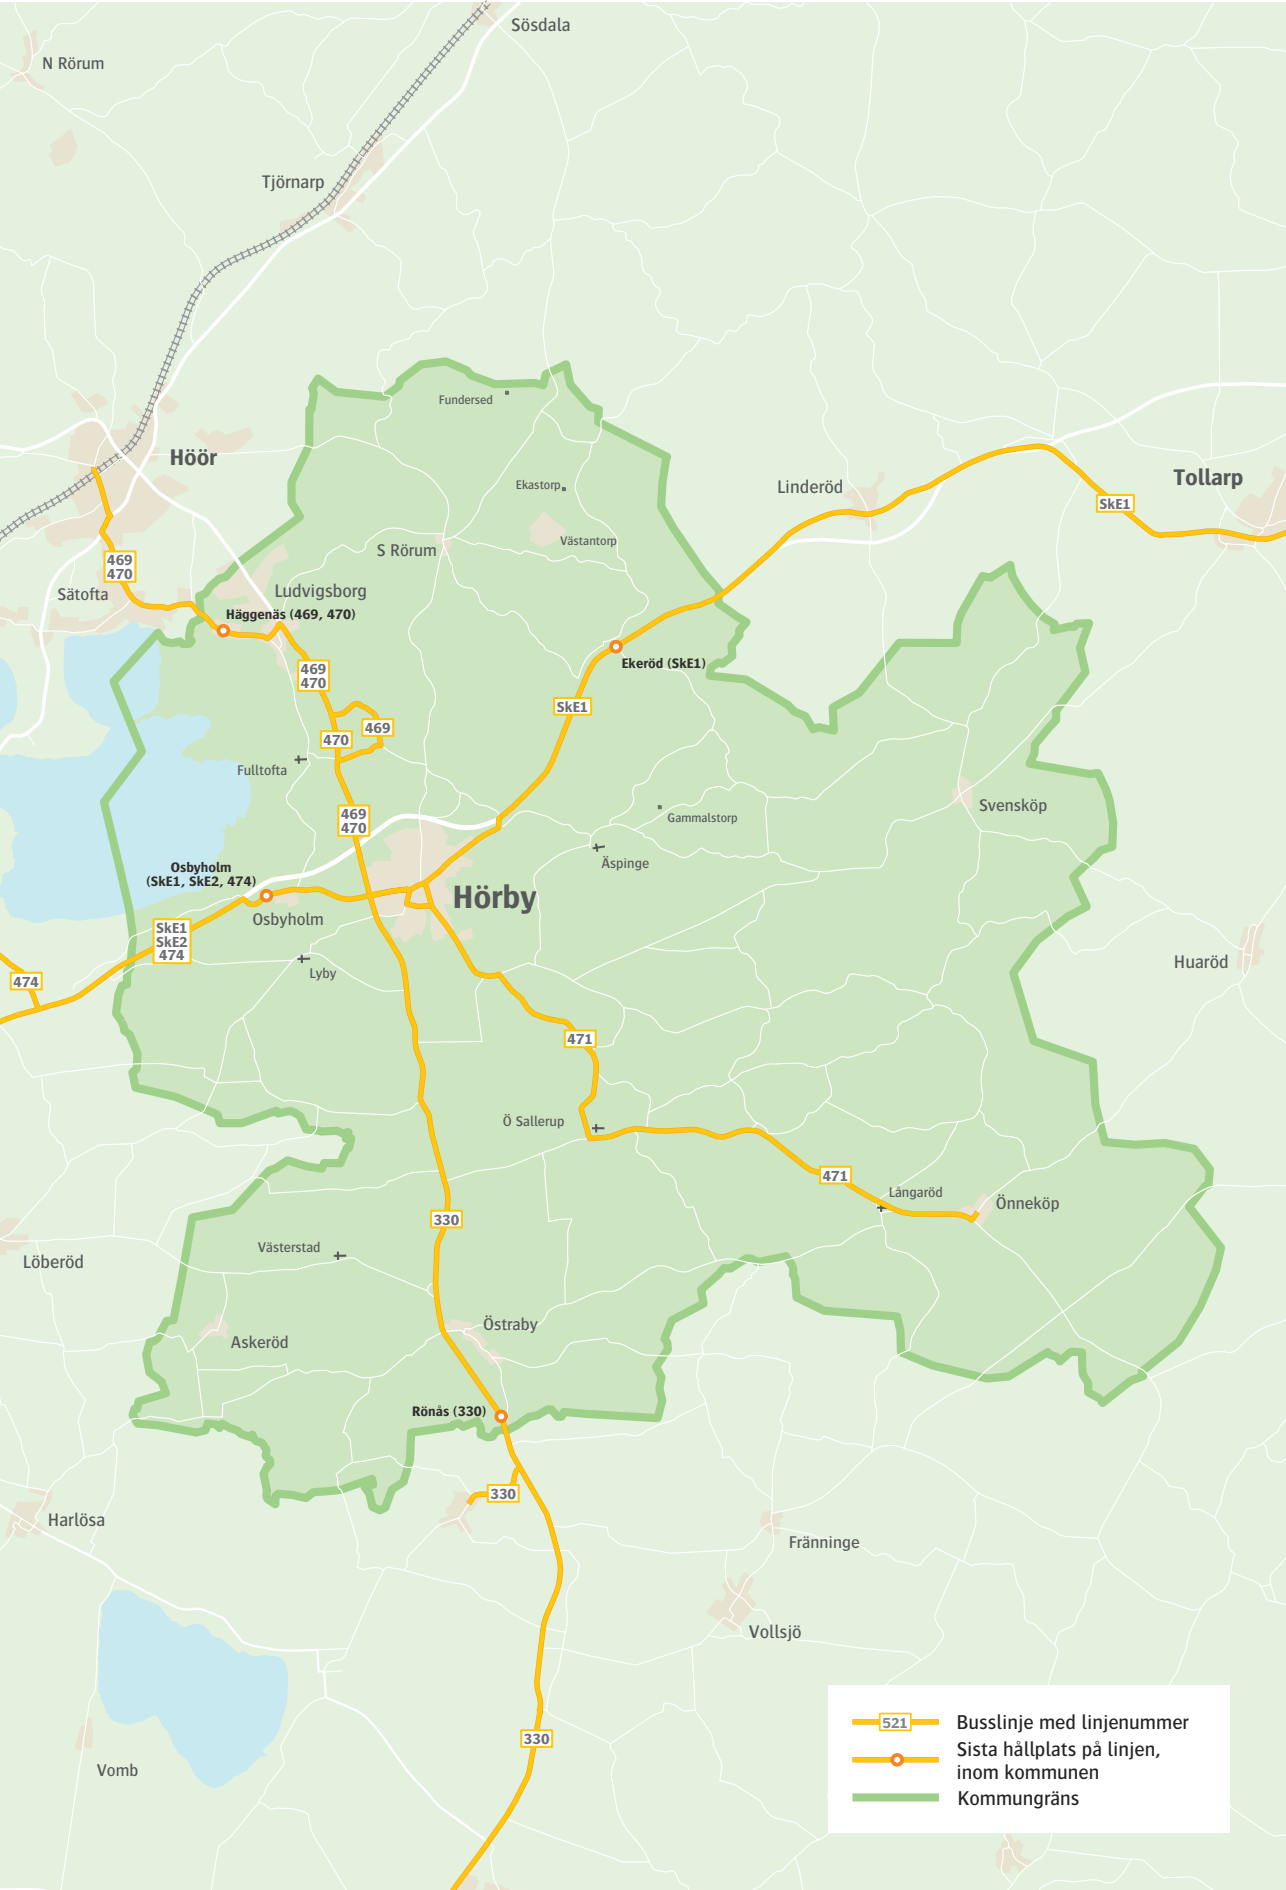 Sösdala
N Rörum
Tjörnarp
Fundersed
Höör
Tollarp
Ekastorp
Linderöd
SkE1
Västantorp
S Rörum
469
470
Ludvigsborg
Sätofta
Häggenäs (469, 470)
Ekeröd (SkE1)
469
470
SkE1
469
470
Fulltofta
Svensköp
469
470
Gammalstorp
Äspinge
Osbyholm
(SkE1, SkE2, 474)
Hörby
Osbyholm
SkE1
SkE2
474
Huaröd
Lyby
474
471
Ö Sallerup
471
Långaröd
Önneköp
330
Västerstad
Löberöd
Östraby
Askeröd
Rönås (330)
330
Harlösa
Fränninge
Vollsjö
521
Busslinje med linjenummer
Sista hållplats på linjen,
inom kommunen
Kommungräns
330
Vomb